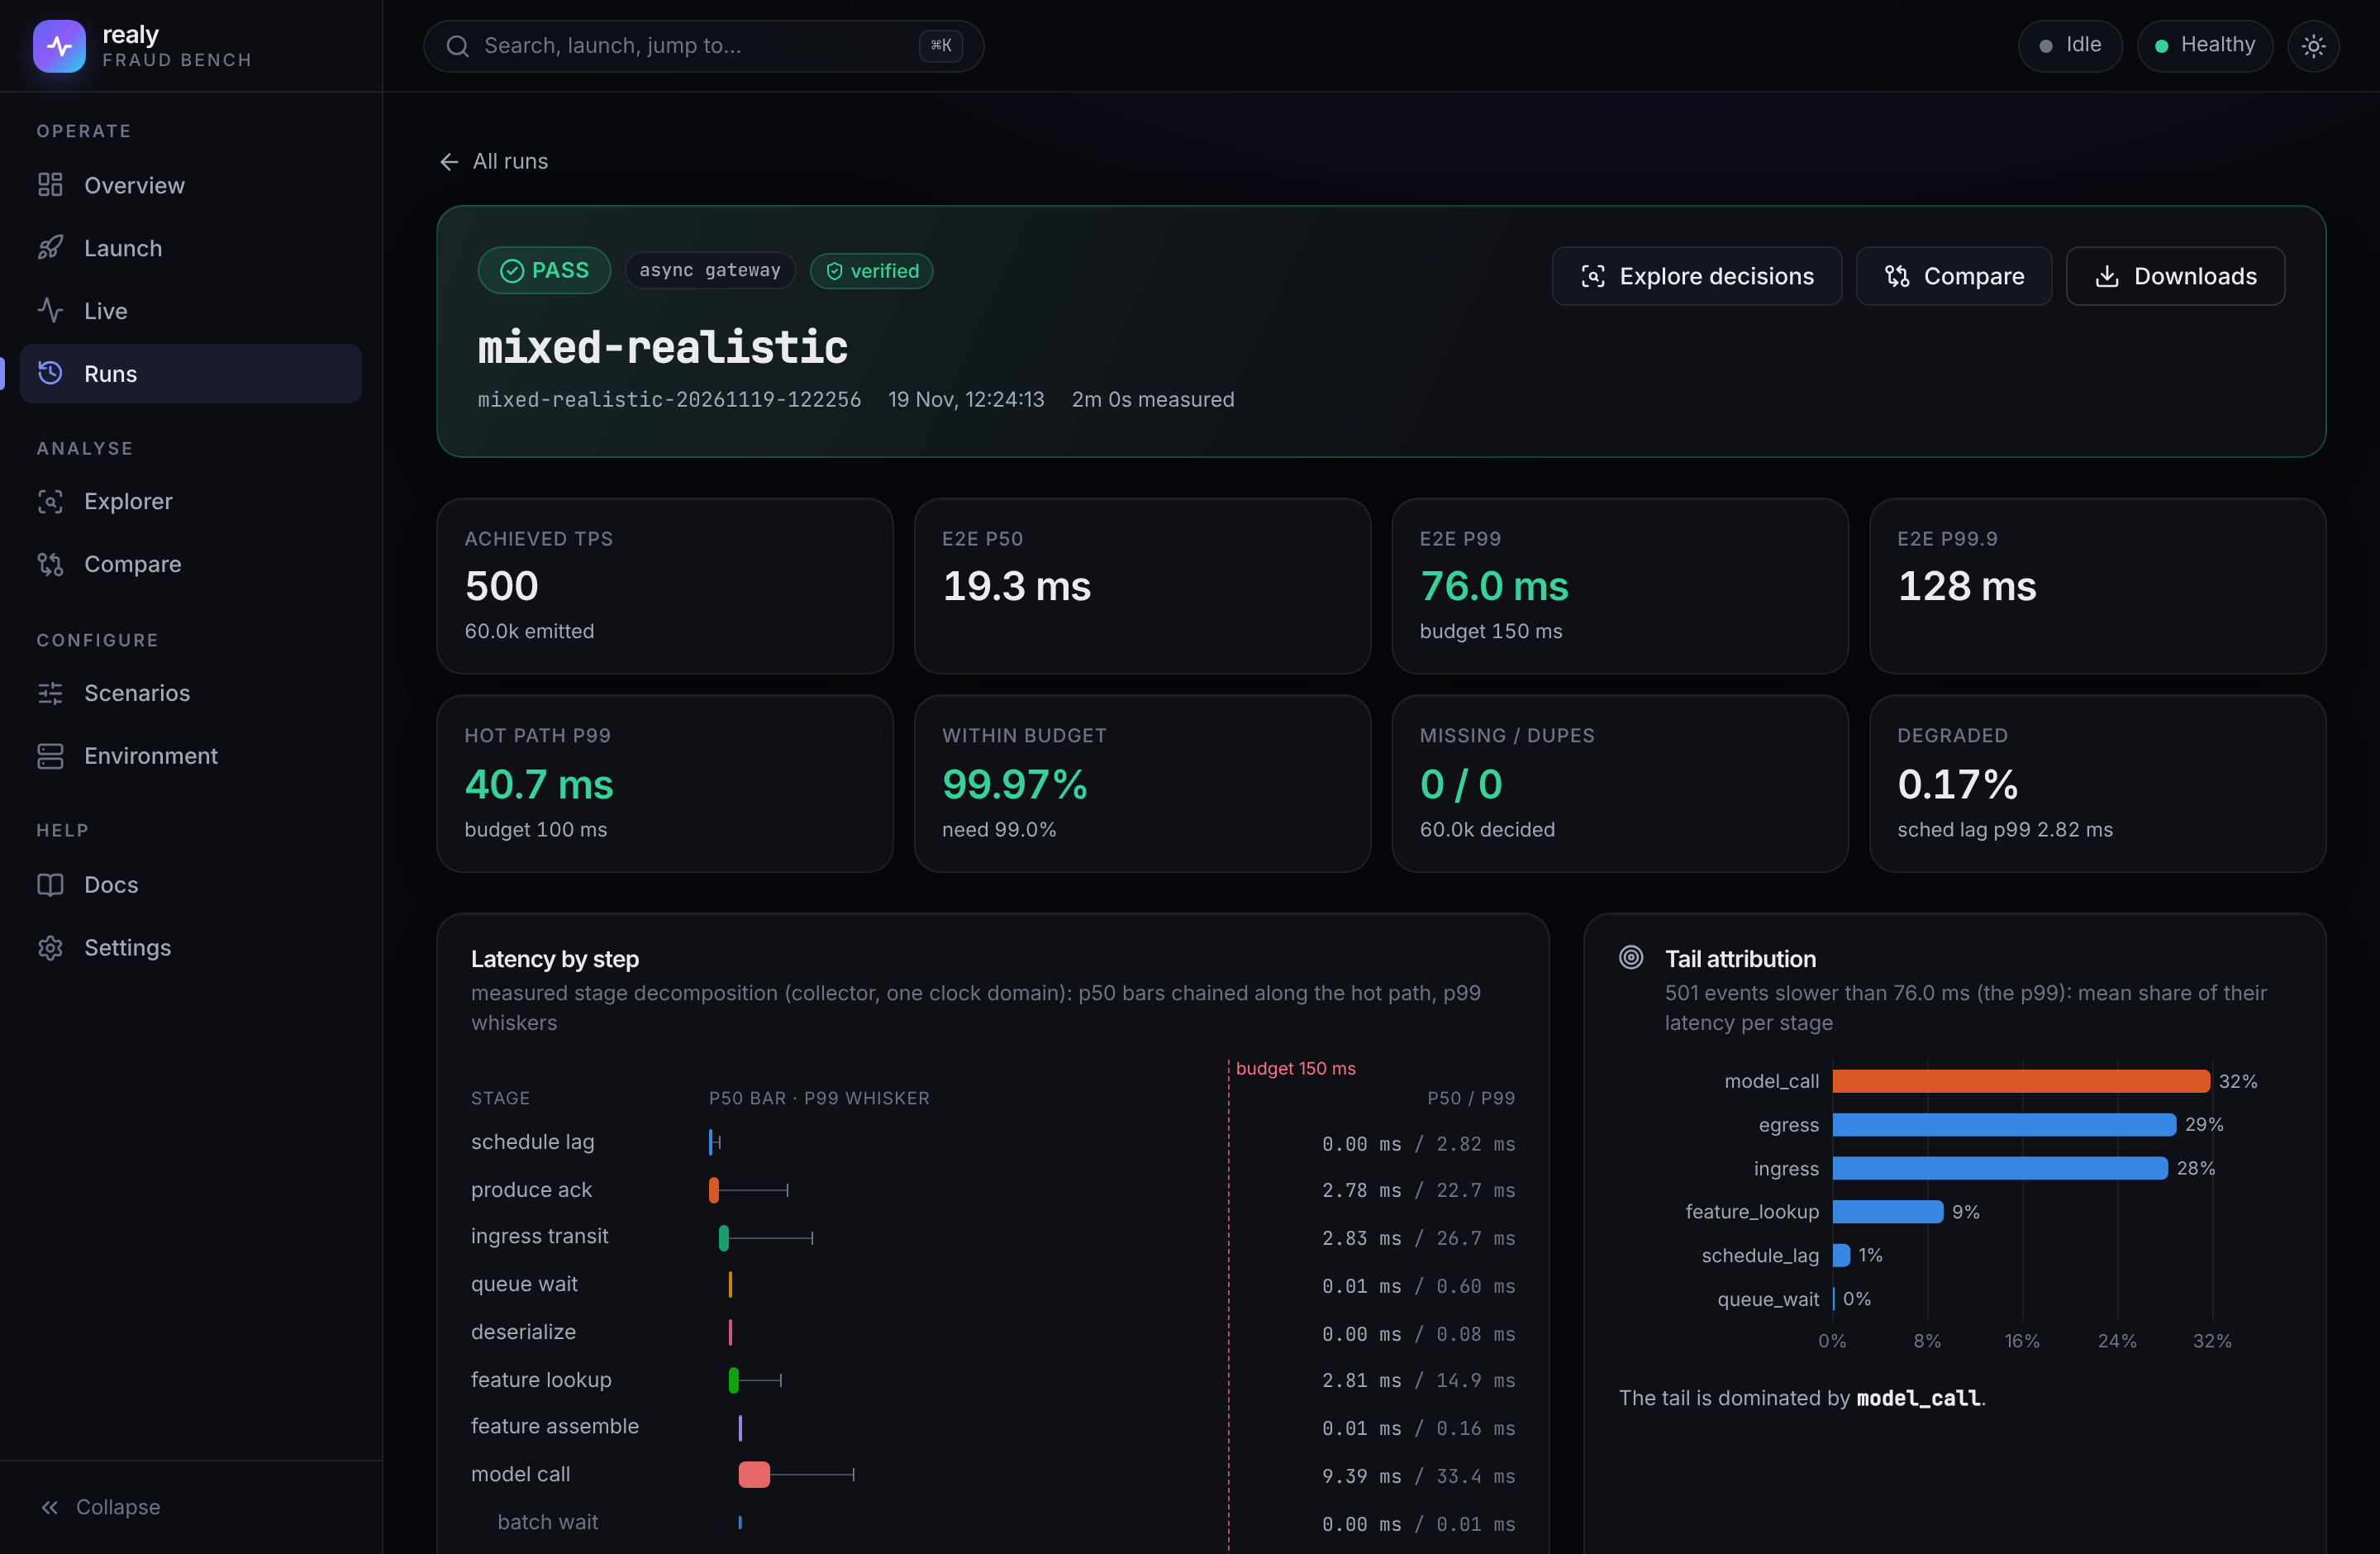 realy
FRAUD BENCH
Search, launch, jump to...
⌘K
Idle
Healthy
OPERATE
Overview
Launch
Live
Runs
ANALYSE
Explorer
Compare
CONFIGURE
Scenarios
Environment
HELP
Docs
Settings
Collapse
All runs
PASS
async gateway
verified
Explore decisions
Compare
Downloads
mixed-realistic
mixed-realistic-20261119-122256 19 Nov, 12:24:13 2m 0s measured
ACHIEVED TPS
500
60.0k emitted
E2E P50
19.3 ms
E2E P99
76.0 ms
budget 150 ms
E2E P99.9
128 ms
HOT PATH P99
40.7 ms
budget 100 ms
WITHIN BUDGET
99.97%
need 99.0%
MISSING / DUPES
0 / 0
60.0k decided
DEGRADED
0.17%
sched lag p99 2.82 ms
Latency by step
measured stage decomposition (collector, one clock domain): p50 bars chained along the hot path, p99
whiskers
budget 150 ms
STAGE P50 BAR · P99 WHISKER P50 / P99
schedule lag 0.00 ms / 2.82 ms
produce ack 2.78 ms / 22.7 ms
ingress transit 2.83 ms / 26.7 ms
queue wait 0.01 ms / 0.60 ms
deserialize 0.00 ms / 0.08 ms
feature lookup 2.81 ms / 14.9 ms
feature assemble 0.01 ms / 0.16 ms
model call 9.39 ms / 33.4 ms
batch wait 0.00 ms / 0.01 ms
Tail attribution
501 events slower than 76.0 ms (the p99): mean share of their
latency per stage
model_call 32%
egress 29%
ingress 28%
feature_lookup 9%
schedule_lag 1%
queue_wait 0%
0% 8% 16% 24% 32%
The tail is dominated by model_call.